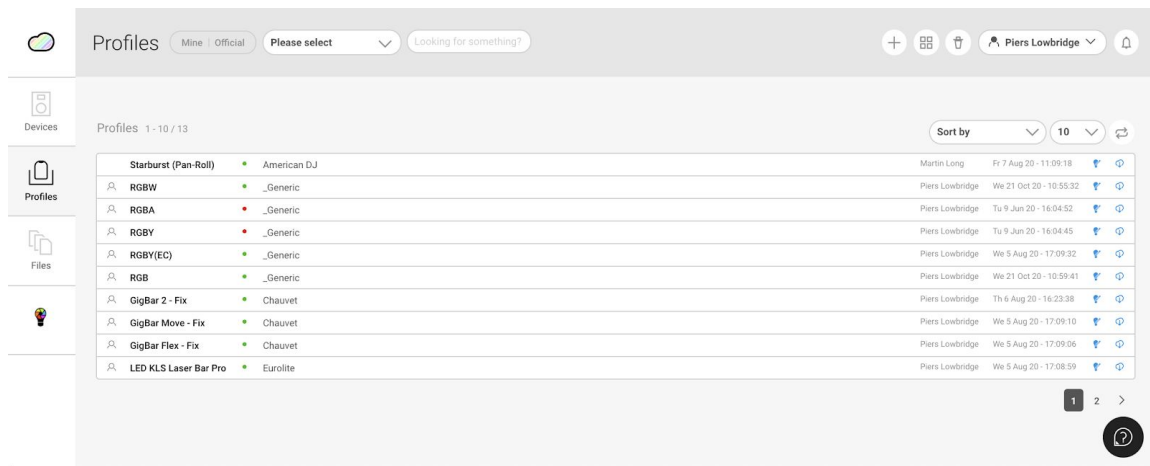 Profiles Mine | Official Please select Looking for something? Piers Lowbridge
Devices
Profiles
Files
Profiles 1 - 10 / 13 Sort by 10
Starburst (Pan-Roll) American DJ Martin Long Fr 7 Aug 20 - 11:09:18
RGBW _Generic Piers Lowbridge We 21 Oct 20 - 10:55:32
RGBA _Generic Piers Lowbridge Tu 9 Jun 20 - 16:04:52
RGBY _Generic Piers Lowbridge Tu 9 Jun 20 - 16:04:45
RGBY(EC) _Generic Piers Lowbridge We 5 Aug 20 - 17:09:32
RGB _Generic Piers Lowbridge We 21 Oct 20 - 10:59:41
GigBar 2 - Fix Chauvet Piers Lowbridge Th 6 Aug 20 - 16:23:38
GigBar Move - Fix Chauvet Piers Lowbridge We 5 Aug 20 - 17:09:10
GigBar Flex - Fix Chauvet Piers Lowbridge We 5 Aug 20 - 17:09:06
LED KLS Laser Bar Pro Eurolite Piers Lowbridge We 5 Aug 20 - 17:08:59
1 2 >